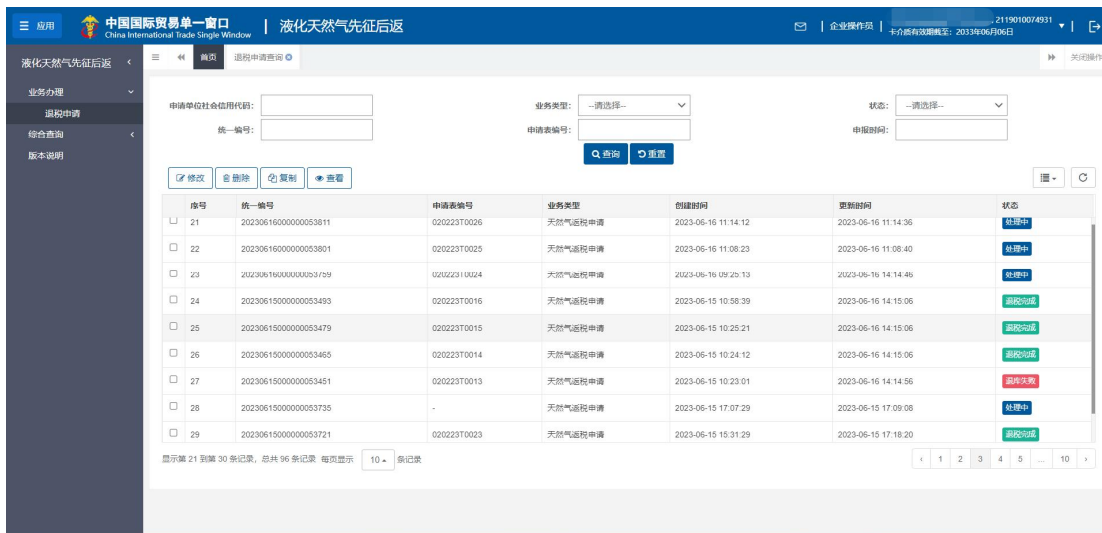 应用 中国国际贸易单一窗口 China International Trade Single Window | 液化天然气先征后返 | 企业操作员 | 2119010074931
卡介质有效期截至：2033年06月06日
液化天然气先征后返 首页 退税申请查询 关闭操作
业务办理
退税申请
综合查询
版本说明
申请单位社会信用代码： 业务类型： --请选择-- 状态： --请选择--
统一编号： 申请表编号： 申报时间：
查询 重置
修改 删除 复制 查看
序号 统一编号 申请表编号 业务类型 创建时间 更新时间 状态
21 20230616000000053811 020223T0026 天然气返税申请 2023-06-16 11:14:12 2023-06-16 11:14:36 处理中
22 20230616000000053801 020223T0025 天然气返税申请 2023-06-16 11:08:23 2023-06-16 11:08:40 处理中
23 20230616000000053759 020223T0024 天然气返税申请 2023-06-16 09:25:13 2023-06-16 14:14:46 处理中
24 20230615000000053493 020223T0016 天然气返税申请 2023-06-15 10:58:39 2023-06-16 14:15:06 退税完成
25 20230615000000053479 020223T0015 天然气返税申请 2023-06-15 10:25:21 2023-06-16 14:15:06 退税完成
26 20230615000000053465 020223T0014 天然气返税申请 2023-06-15 10:24:12 2023-06-16 14:15:06 退税完成
27 20230615000000053451 020223T0013 天然气返税申请 2023-06-15 10:23:01 2023-06-16 14:14:56 退库失败
28 20230615000000053735 - 天然气返税申请 2023-06-15 17:07:29 2023-06-15 17:09:08 处理中
29 20230615000000053721 020223T0023 天然气返税申请 2023-06-15 15:31:29 2023-06-15 17:18:20 退税完成
显示第 21 到第 30 条记录，总共 96 条记录 每页显示 10 条记录 ‹ 1 2 3 4 5 ... 10 ›